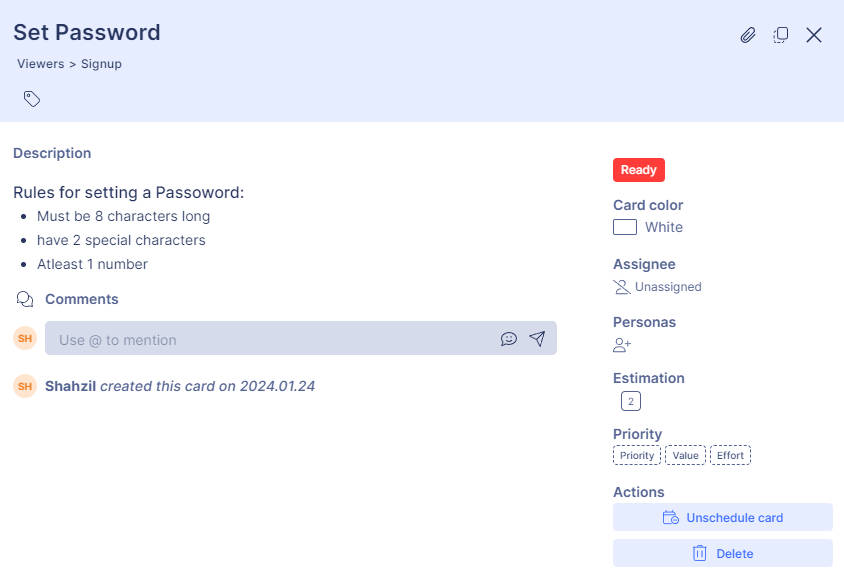 Set Password
Viewers > Signup
Description
Rules for setting a Passoword:
Must be 8 characters long
have 2 special characters
Atleast 1 number
Comments
SH
Use @ to mention
SH
Shahzil created this card on 2024.01.24
Ready
Card color
White
Assignee
Unassigned
Personas
Estimation
2
Priority
Priority Value Effort
Actions
Unschedule card
Delete